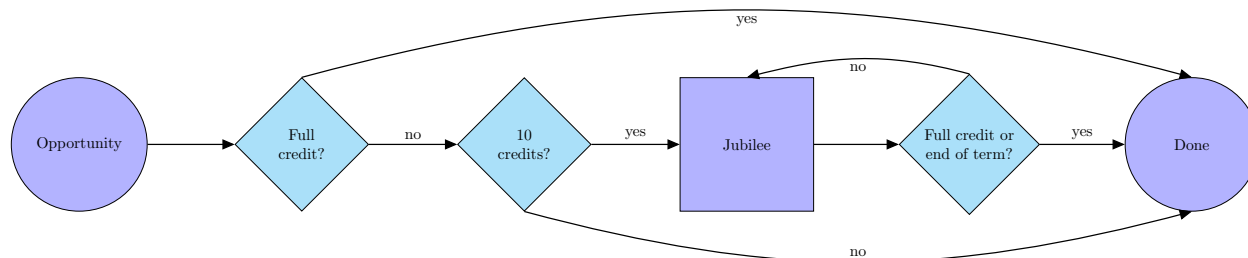 yes
no
Opportunity
Full
credit?
no
10
credits?
yes
Jubilee
Full credit or
end of term?
yes
Done
no